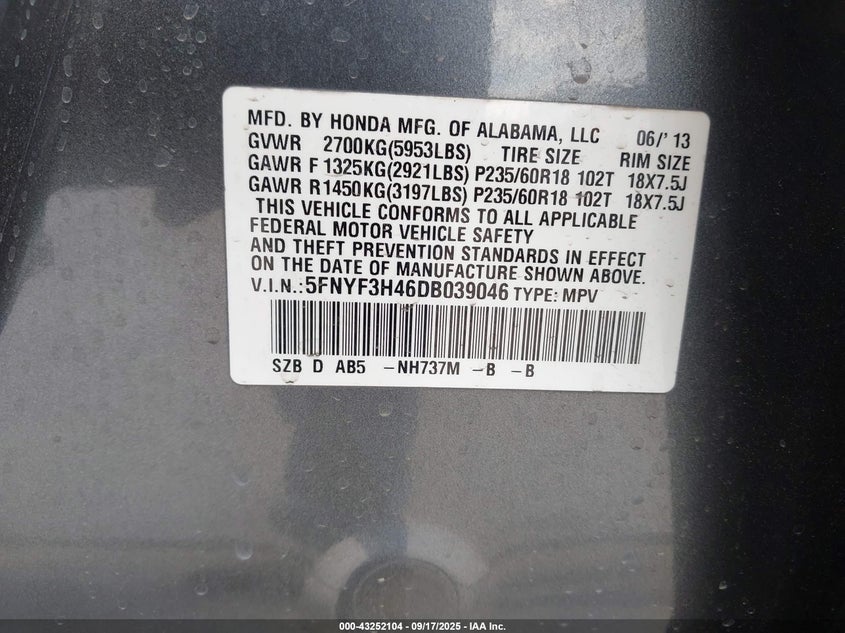 MFD. BY HONDA MFG. OF ALABAMA, LLC 06/'13
GVWR 2700KG(5953LBS) TIRE SIZE RIM SIZE
GAWR F 1325KG(2921LBS) P235/60R18 102T 18X7.5J
GAWR R1450KG(3197LBS) P235/60R18 102T 18X7.5J
THIS VEHICLE CONFORMS TO ALL APPLICABLE
FEDERAL MOTOR VEHICLE SAFETY
AND THEFT PREVENTION STANDARDS IN EFFECT
ON THE DATE OF MANUFACTURE SHOWN ABOVE.
V.I.N.:5FNYF3H46DB039046 TYPE: MPV
SZB D AB5 -NH737M -B -B
000-43252104 - 09/17/2025 - IAA Inc.